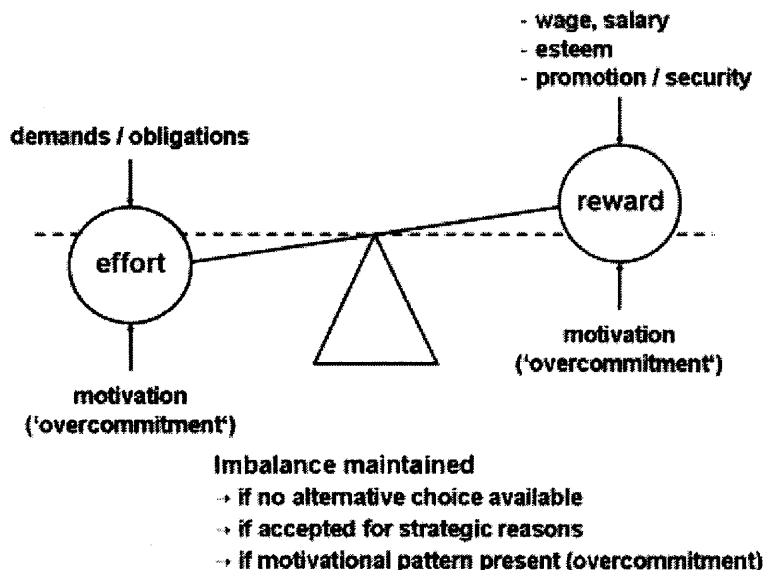 - wage, salary
- esteem
- promotion / security
demands / obligations
reward
effort
motivation
('overcommitment')
motivation
('overcommitment')
Imbalance maintained
→ if no alternative choice available
→ if accepted for strategic reasons
→ if motivational pattern present (overcommitment)